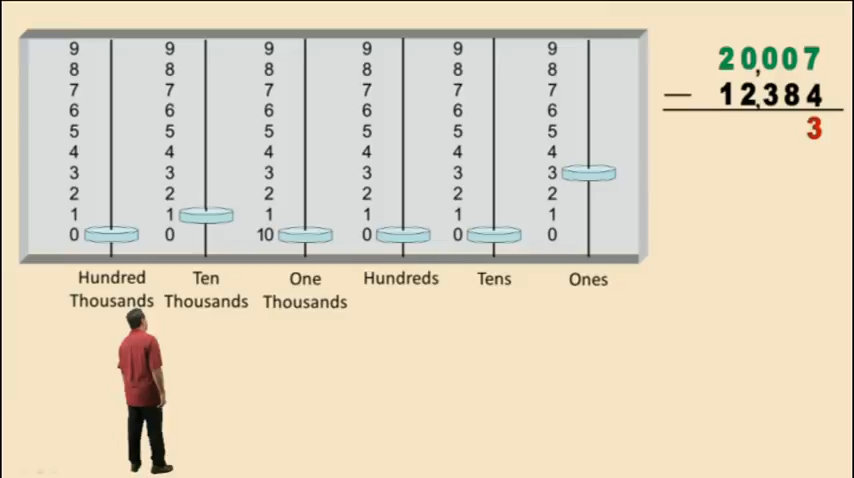 9 9 9 9 9 9
8 8 8 8 8 8
7 7 7 7 7 7
6 6 6 6 6 6
5 5 5 5 5 5
4 4 4 4 4 4
3 3 3 3 3 3
2 2 2 2 2 2
1 1 1 1 1 1
0 0 10 0 0 0
Hundred Thousands
Ten Thousands
One Thousands
Hundreds
Tens
Ones
20,007
— 12,384
3